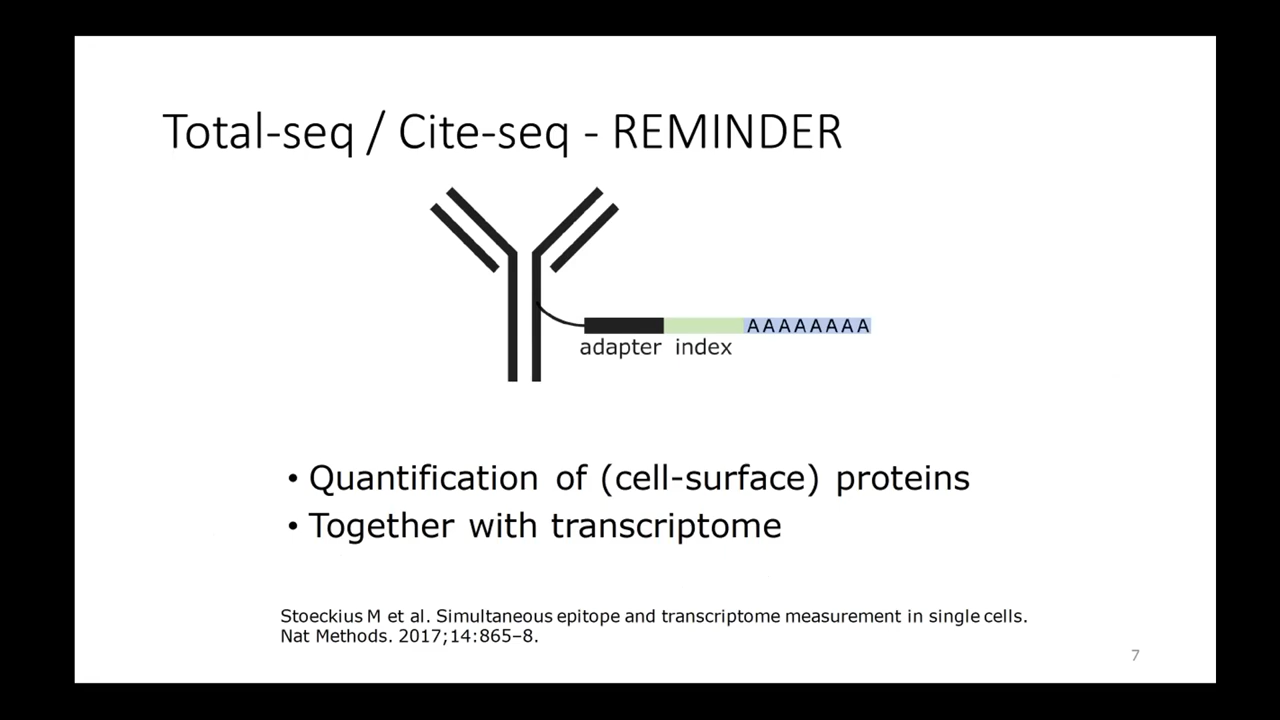 Total-seq / Cite-seq - REMINDER
AAAAAAAA
adapter index
• Quantification of (cell-surface) proteins
• Together with transcriptome
Stoeckius M et al. Simultaneous epitope and transcriptome measurement in single cells.
Nat Methods. 2017;14:865–8.
7